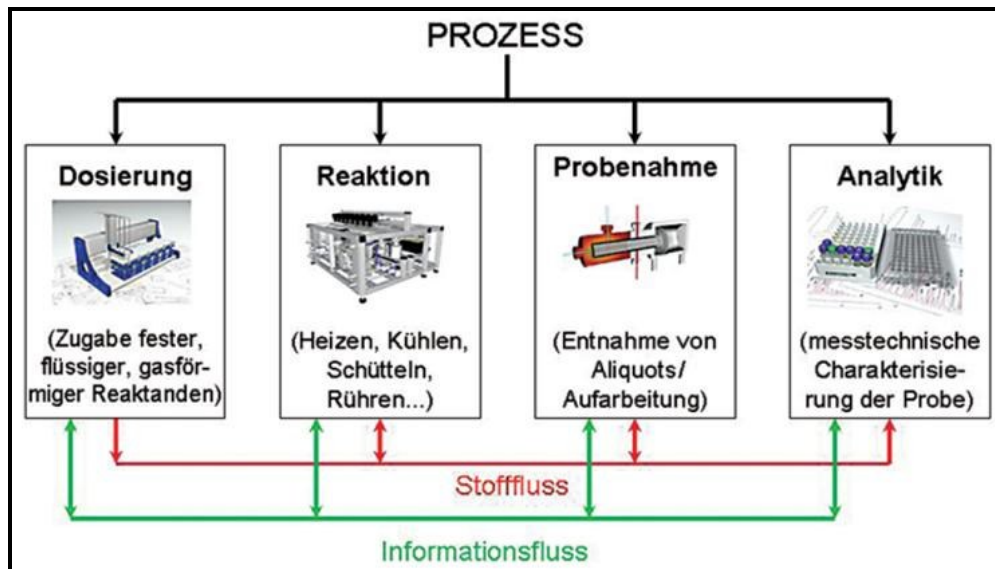 PROZESS
Dosierung
(Zugabe fester,
flüssiger, gasför-
miger Reaktanden)
Reaktion
(Heizen, Kühlen,
Schütteln,
Rühren...)
Probenahme
(Entnahme von
Aliquots/
Aufarbeitung)
Analytik
(messtechnische
Charakterisie-
rung der Probe)
Stofffluss
Informationsfluss